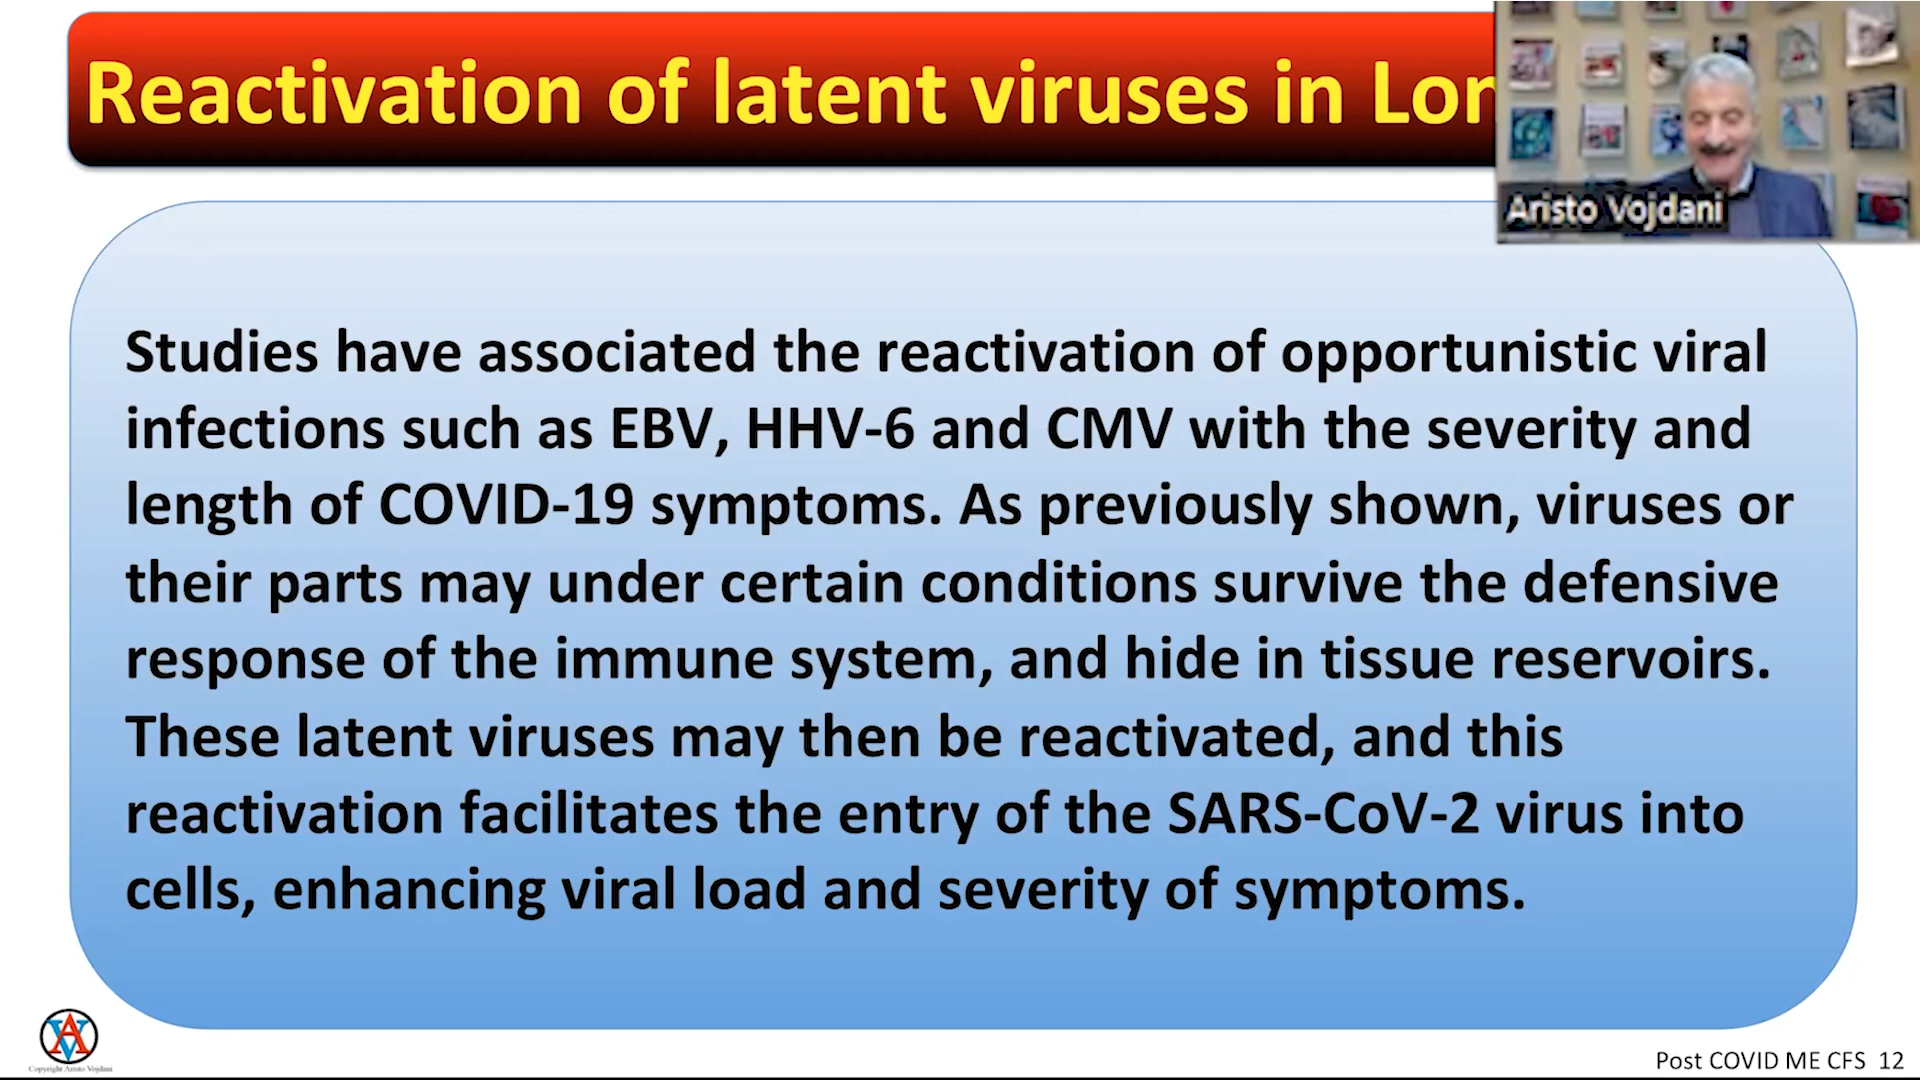 Reactivation of latent viruses in Lon
Aristo Vojdani
Studies have associated the reactivation of opportunistic viral
infections such as EBV, HHV-6 and CMV with the severity and
length of COVID-19 symptoms. As previously shown, viruses or
their parts may under certain conditions survive the defensive
response of the immune system, and hide in tissue reservoirs.
These latent viruses may then be reactivated, and this
reactivation facilitates the entry of the SARS-CoV-2 virus into
cells, enhancing viral load and severity of symptoms.
AV
Copyright Aristo Vojdani
Post COVID ME CFS 12